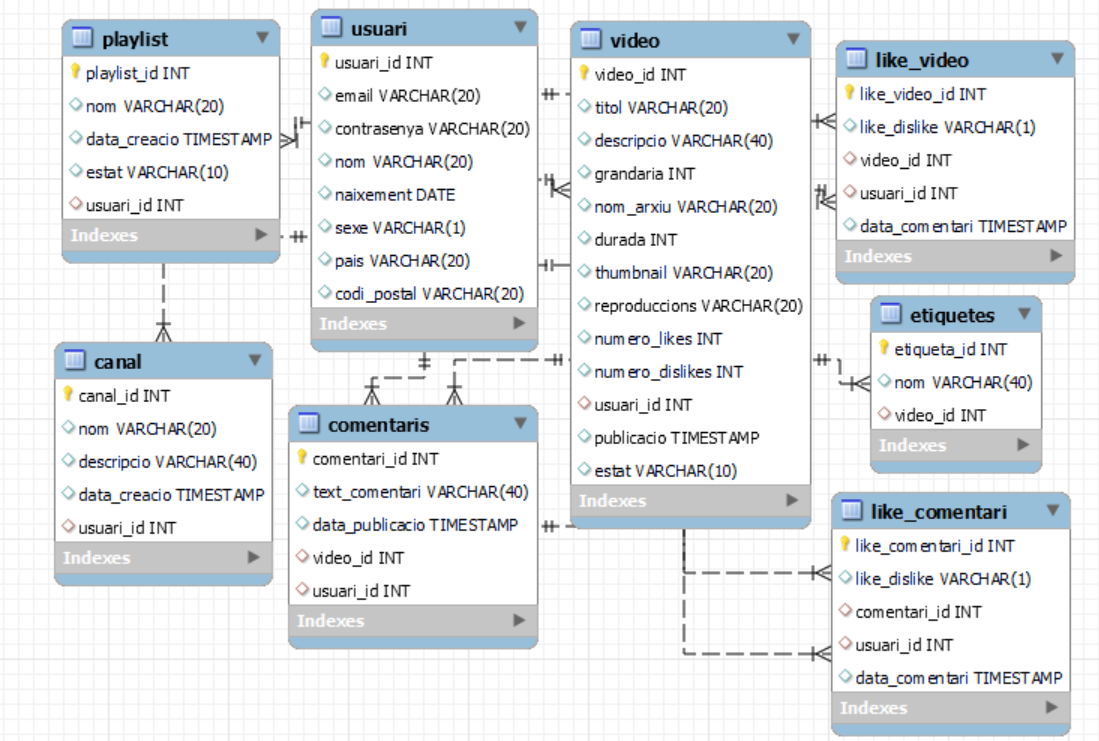 playlist
playlist_id INT
nom VARCHAR(20)
data_creacio TIMESTAMP
estat VARCHAR(10)
usuari_id INT
Indexes
usuari
usuari_id INT
email VARCHAR(20)
contrasenya VARCHAR(20)
nom VARCHAR(20)
naixement DATE
sexe VARCHAR(1)
pais VARCHAR(20)
codi_postal VARCHAR(20)
Indexes
video
video_id INT
titol VARCHAR(20)
descripcio VARCHAR(40)
grandaria INT
nom_arxiu VARCHAR(20)
durada INT
thumbnail VARCHAR(20)
reproduccions VARCHAR(20)
numero_likes INT
numero_dislikes INT
usuari_id INT
publicacio TIMESTAMP
estat VARCHAR(10)
Indexes
like_video
like_video_id INT
like_dislike VARCHAR(1)
video_id INT
usuari_id INT
data_comentari TIMESTAMP
Indexes
etiquetes
etiqueta_id INT
nom VARCHAR(40)
video_id INT
Indexes
canal
canal_id INT
nom VARCHAR(20)
descripcio VARCHAR(40)
data_creacio TIMESTAMP
usuari_id INT
Indexes
comentaris
comentari_id INT
text_comentari VARCHAR(40)
data_publicacio TIMESTAMP
video_id INT
usuari_id INT
Indexes
like_comentari
like_comentari_id INT
like_dislike VARCHAR(1)
comentari_id INT
usuari_id INT
data_comentari TIMESTAMP
Indexes